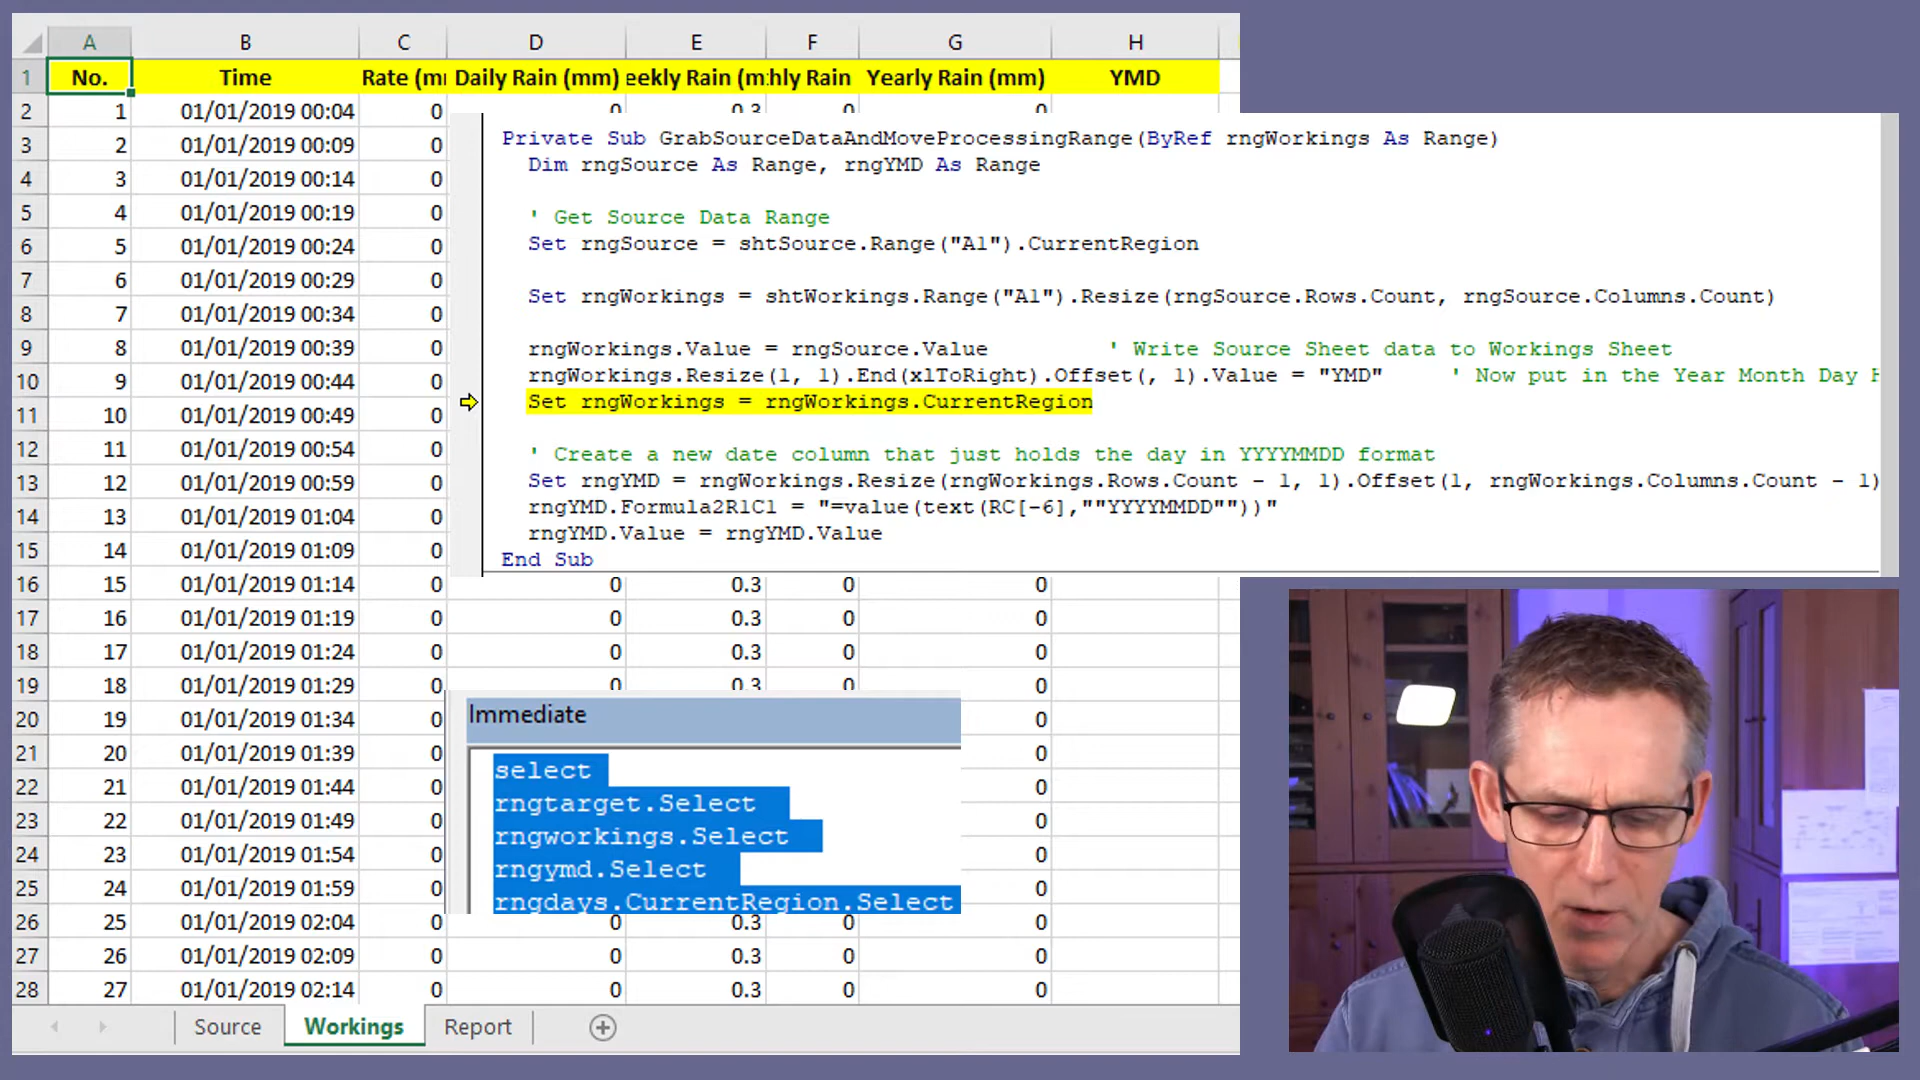 A B C D E F G H
1 No. Time Rate (m Daily Rain (mm) eekly Rain (m hly Rain Yearly Rain (mm) YMD
2 1 01/01/2019 00:04 0 0 0.3 0 0
3 2 01/01/2019 00:09 0
4 3 01/01/2019 00:14 0
5 4 01/01/2019 00:19 0
6 5 01/01/2019 00:24 0
7 6 01/01/2019 00:29 0
8 7 01/01/2019 00:34 0
9 8 01/01/2019 00:39 0
10 9 01/01/2019 00:44 0
11 10 01/01/2019 00:49 0
12 11 01/01/2019 00:54 0
13 12 01/01/2019 00:59 0
14 13 01/01/2019 01:04 0
15 14 01/01/2019 01:09 0
16 15 01/01/2019 01:14 0 0 0.3 0 0
17 16 01/01/2019 01:19 0 0 0.3 0 0
18 17 01/01/2019 01:24 0 0 0.3 0 0
19 18 01/01/2019 01:29 0 0 0.3 0 0
20 19 01/01/2019 01:34 0 0
21 20 01/01/2019 01:39 0 0
22 21 01/01/2019 01:44 0 0
23 22 01/01/2019 01:49 0 0
24 23 01/01/2019 01:54 0 0
25 24 01/01/2019 01:59 0 0
26 25 01/01/2019 02:04 0 0 0.3 0 0
27 26 01/01/2019 02:09 0 0 0.3 0 0
28 27 01/01/2019 02:14 0 0 0.3 0 0
Private Sub GrabSourceDataAndMoveProcessingRange(ByRef rngWorkings As Range)
Dim rngSource As Range, rngYMD As Range
' Get Source Data Range
Set rngSource = shtSource.Range("A1").CurrentRegion
Set rngWorkings = shtWorkings.Range("A1").Resize(rngSource.Rows.Count, rngSource.Columns.Count)
rngWorkings.Value = rngSource.Value ' Write Source Sheet data to Workings Sheet
rngWorkings.Resize(1, 1).End(xlToRight).Offset(, 1).Value = "YMD" ' Now put in the Year Month Day
Set rngWorkings = rngWorkings.CurrentRegion
' Create a new date column that just holds the day in YYYYMMDD format
Set rngYMD = rngWorkings.Resize(rngWorkings.Rows.Count - 1, 1).Offset(1, rngWorkings.Columns.Count - 1)
rngYMD.Formula2R1C1 = "=value(text(RC[-6],""YYYYMMDD""))"
rngYMD.Value = rngYMD.Value
End Sub
Immediate
select
rngtarget.Select
rngworkings.Select
rngymd.Select
rngdays.CurrentRegion.Select
Source Workings Report